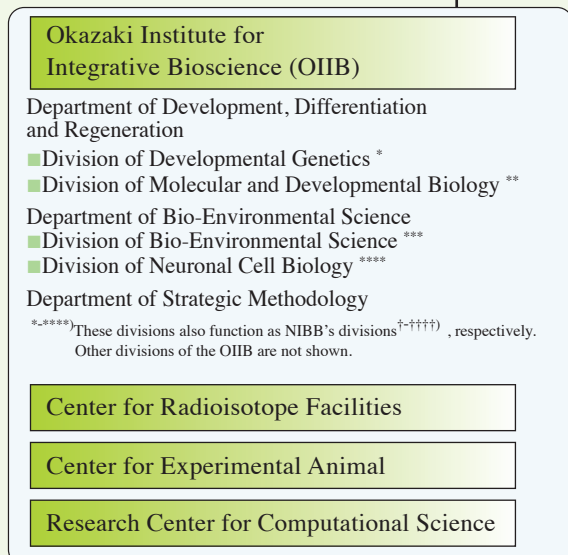 Okazaki Institute for
Integrative Bioscience (OIIB)
Department of Development, Differentiation
and Regeneration
■Division of Developmental Genetics *
■Division of Molecular and Developmental Biology **
Department of Bio-Environmental Science
■Division of Bio-Environmental Science ***
■Division of Neuronal Cell Biology ****
Department of Strategic Methodology
*-****)These divisions also function as NIBB's divisions†-††††) , respectively.
Other divisions of the OIIB are not shown.
Center for Radioisotope Facilities
Center for Experimental Animal
Research Center for Computational Science